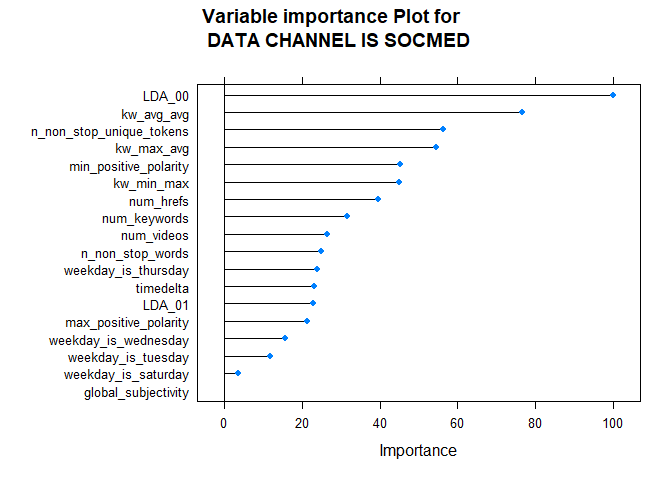 Variable importance Plot for
DATA CHANNEL IS SOCMED
LDA_00
kw_avg_avg
n_non_stop_unique_tokens
kw_max_avg
min_positive_polarity
kw_min_max
num_hrefs
num_keywords
num_videos
n_non_stop_words
weekday_is_thursday
timedelta
LDA_01
max_positive_polarity
weekday_is_wednesday
weekday_is_tuesday
weekday_is_saturday
global_subjectivity
0 20 40 60 80 100
Importance